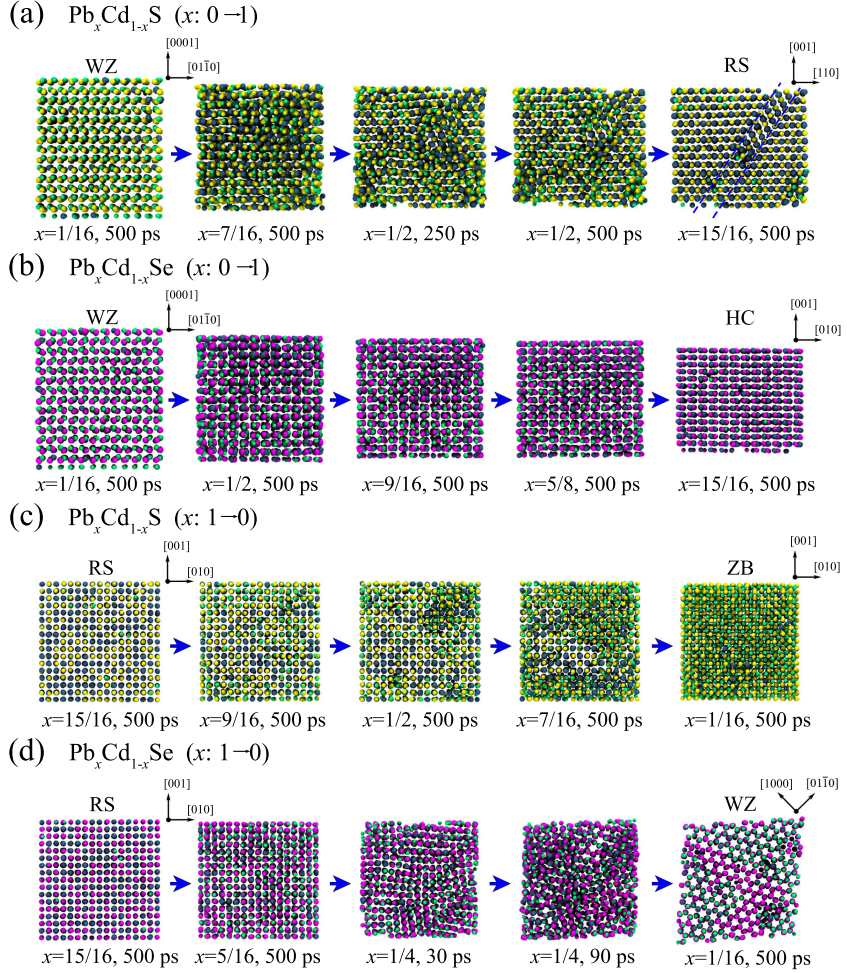 (a) PbₓCd₁₋ₓS (x: 0→1)
WZ [0001] [011̅0] RS [001] [110]
x=1/16, 500 ps x=7/16, 500 ps x=1/2, 250 ps x=1/2, 500 ps x=15/16, 500 ps
(b) PbₓCd₁₋ₓSe (x: 0→1)
WZ [0001] [011̅0] HC [001] [010]
x=1/16, 500 ps x=1/2, 500 ps x=9/16, 500 ps x=5/8, 500 ps x=15/16, 500 ps
(c) PbₓCd₁₋ₓS (x: 1→0)
RS [001] [010] ZB [001] [010]
x=15/16, 500 ps x=9/16, 500 ps x=1/2, 500 ps x=7/16, 500 ps x=1/16, 500 ps
(d) PbₓCd₁₋ₓSe (x: 1→0)
RS [001] [010] WZ [1000] [011̅0]
x=15/16, 500 ps x=5/16, 500 ps x=1/4, 30 ps x=1/4, 90 ps x=1/16, 500 ps